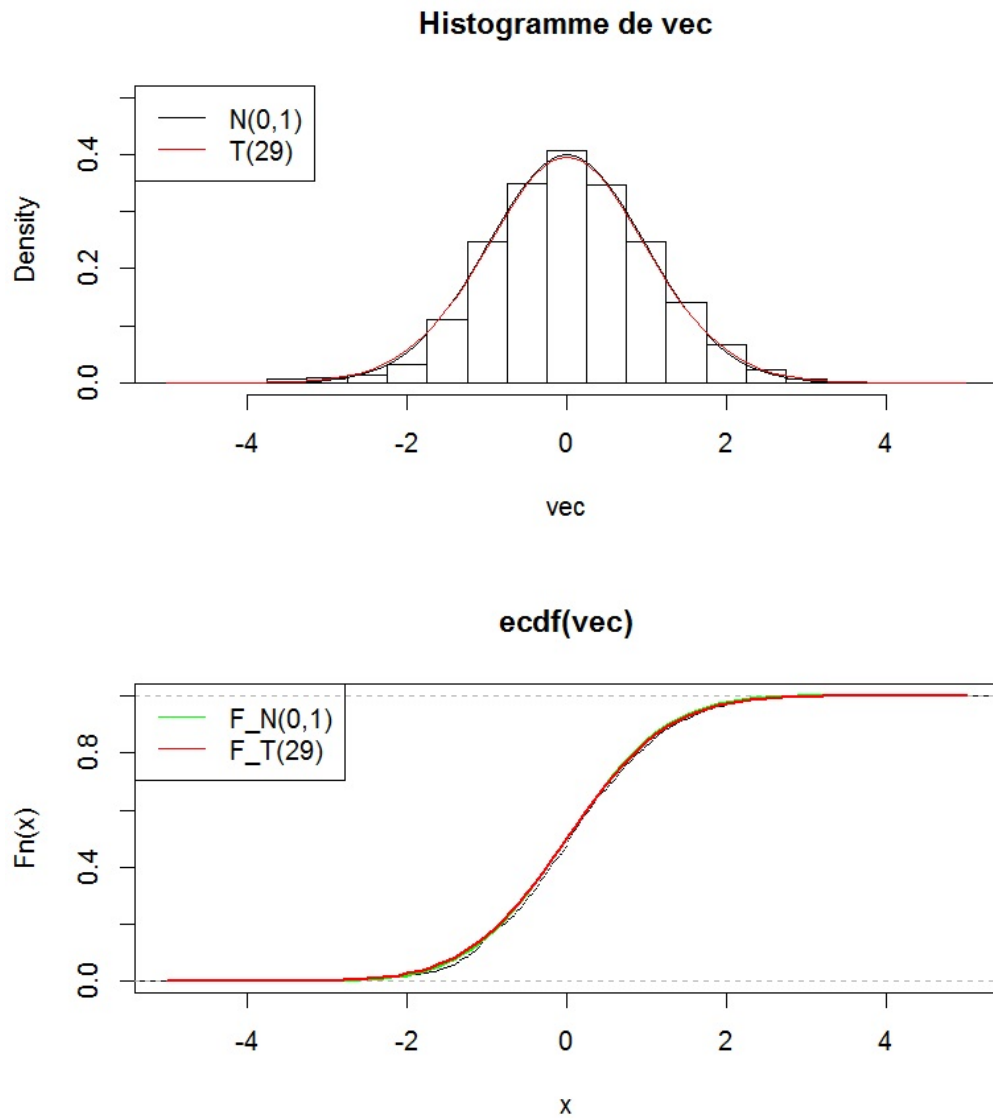 Histogramme de vec
N(0,1)
T(29)
Density
0.4
0.2
0.0
-4 -2 0 2 4
vec
ecdf(vec)
F_N(0,1)
F_T(29)
Fn(x)
0.8
0.4
0.0
-4 -2 0 2 4
x